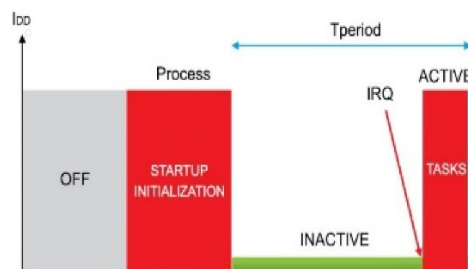 IDD
Tperiod
Process
ACTIVE
IRQ
OFF
STARTUP
INITIALIZATION
TASKS
INACTIVE